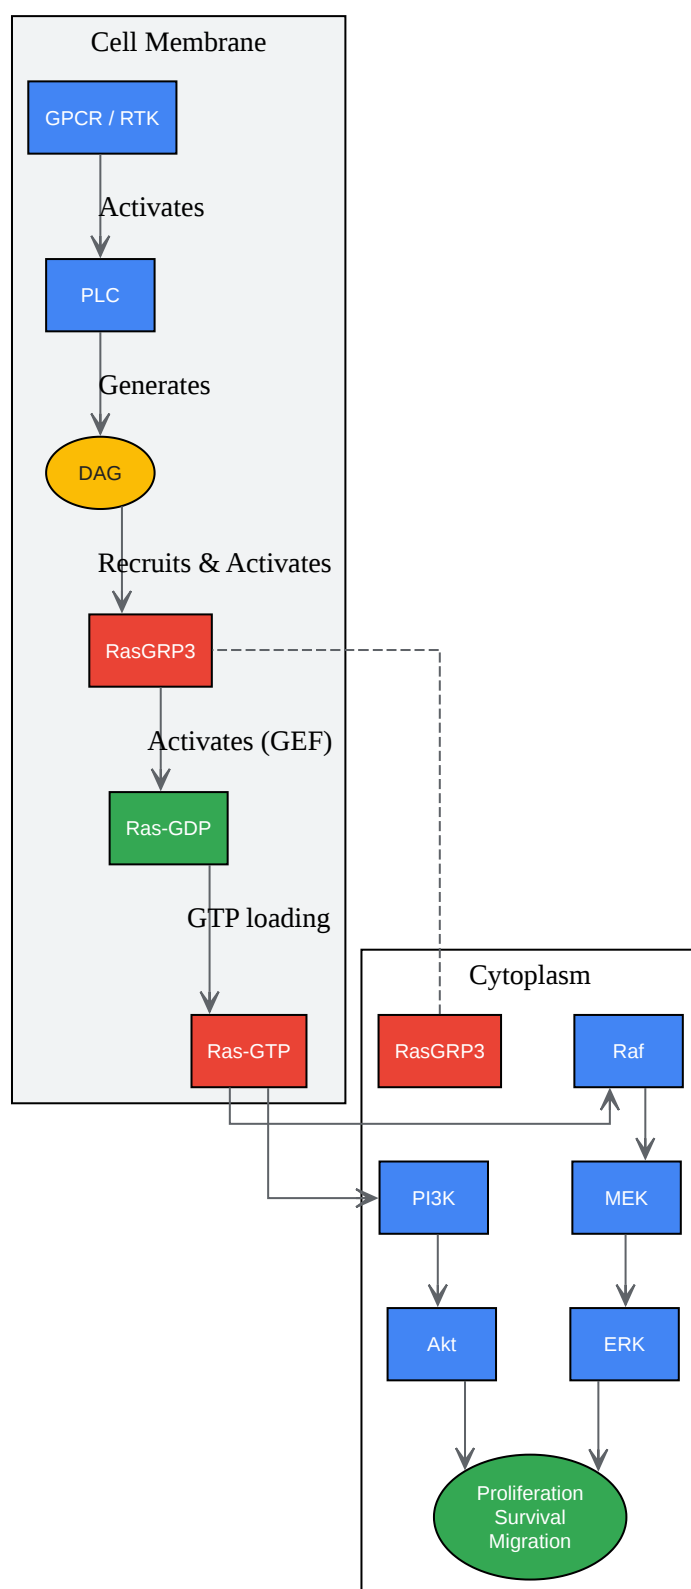 Cell Membrane
GPCR / RTK
Activates
PLC
Generates
DAG
Recruits & Activates
RasGRP3
Activates (GEF)
Ras-GDP
GTP loading
Ras-GTP
Cytoplasm
RasGRP3
Raf
PI3K
MEK
Akt
ERK
Proliferation
Survival
Migration